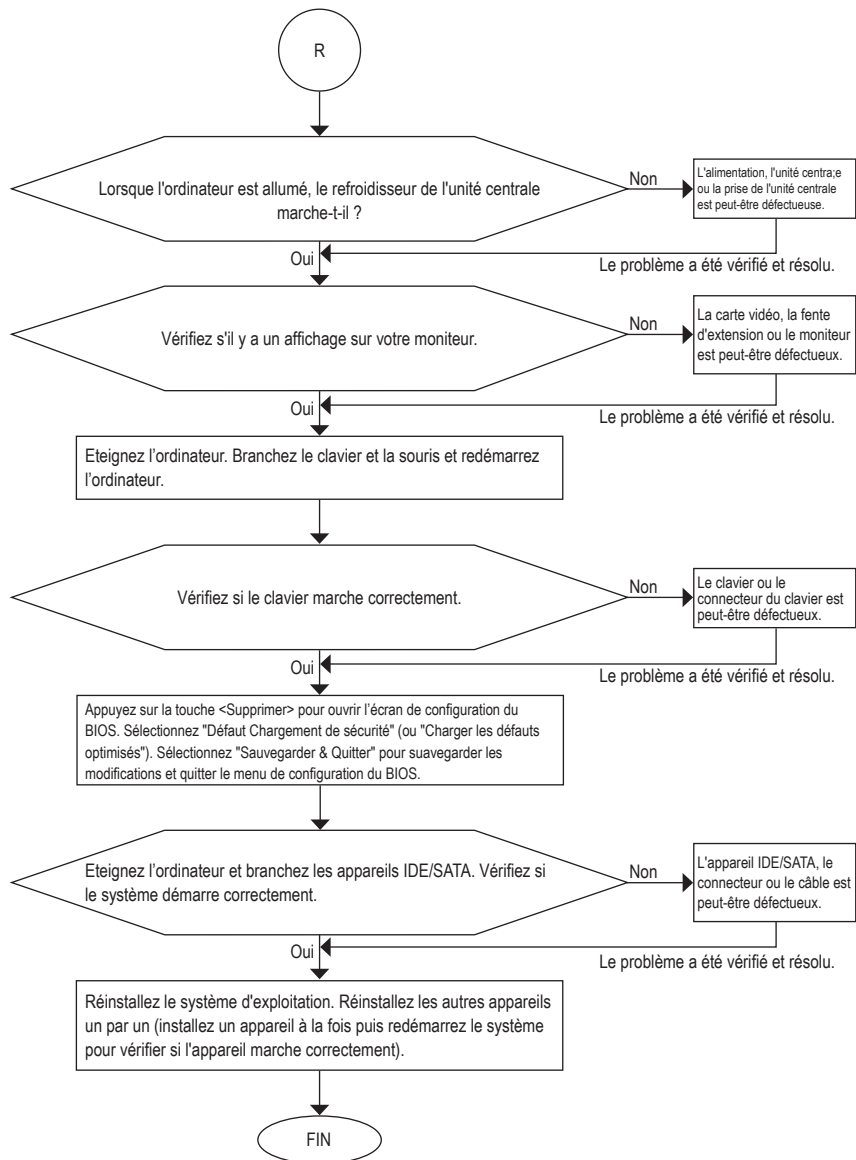 R
Lorsque l'ordinateur est allumé, le refroidisseur de l'unité centrale
marche-t-il ?
Non
L'alimentation, l'unité centra;e
ou la prise de l'unité centrale
est peut-être défectueuse.
Oui
Le problème a été vérifié et résolu.
Vérifiez s'il y a un affichage sur votre moniteur.
Non
La carte vidéo, la fente
d'extension ou le moniteur
est peut-être défectueux.
Oui
Le problème a été vérifié et résolu.
Eteignez l’ordinateur. Branchez le clavier et la souris et redémarrez
l’ordinateur.
Vérifiez si le clavier marche correctement.
Non
Le clavier ou le
connecteur du clavier est
peut-être défectueux.
Oui
Le problème a été vérifié et résolu.
Appuyez sur la touche <Supprimer> pour ouvrir l’écran de configuration du
BIOS. Sélectionnez "Défaut Chargement de sécurité" (ou "Charger les défauts
optimisés"). Sélectionnez "Sauvegarder & Quitter" pour suavegarder les
modifications et quitter le menu de configuration du BIOS.
Eteignez l’ordinateur et branchez les appareils IDE/SATA. Vérifiez si
le système démarre correctement.
Non
L'appareil IDE/SATA, le
connecteur ou le câble est
peut-être défectueux.
Oui
Le problème a été vérifié et résolu.
Réinstallez le système d'exploitation. Réinstallez les autres appareils
un par un (installez un appareil à la fois puis redémarrez le système
pour vérifier si l'appareil marche correctement).
FIN